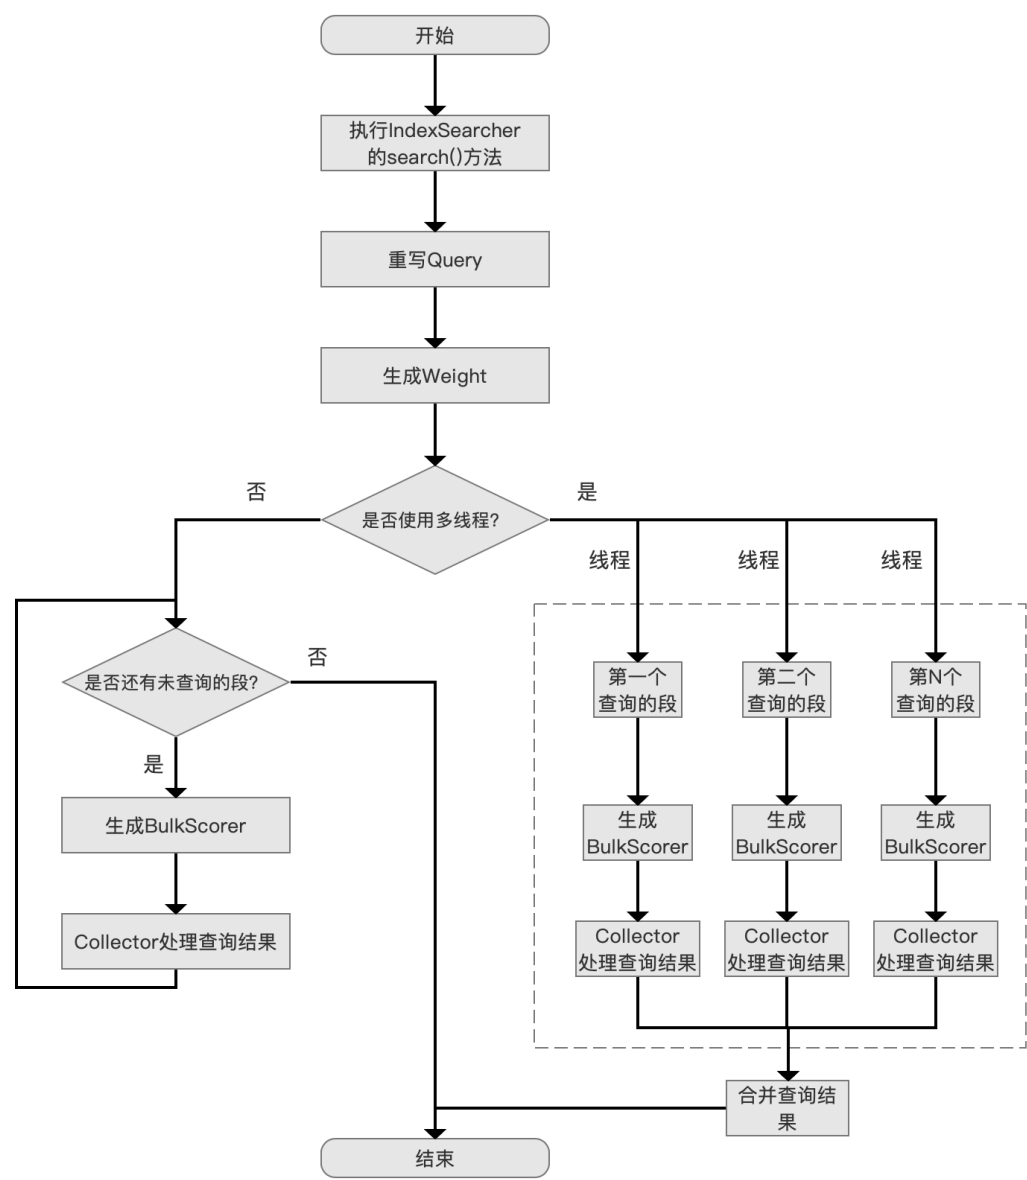 开始
执行IndexSearcher
的search()方法
重写Query
生成Weight
否
是
是否使用多线程?
线程
线程
线程
是否还有未查询的段?
否
是
生成BulkScorer
Collector处理查询结果
第一个
查询的段
第二个
查询的段
第N个
查询的段
生成
BulkScorer
生成
BulkScorer
生成
BulkScorer
Collector
处理查询结果
Collector
处理查询结果
Collector
处理查询结果
合并查询结
果
结束